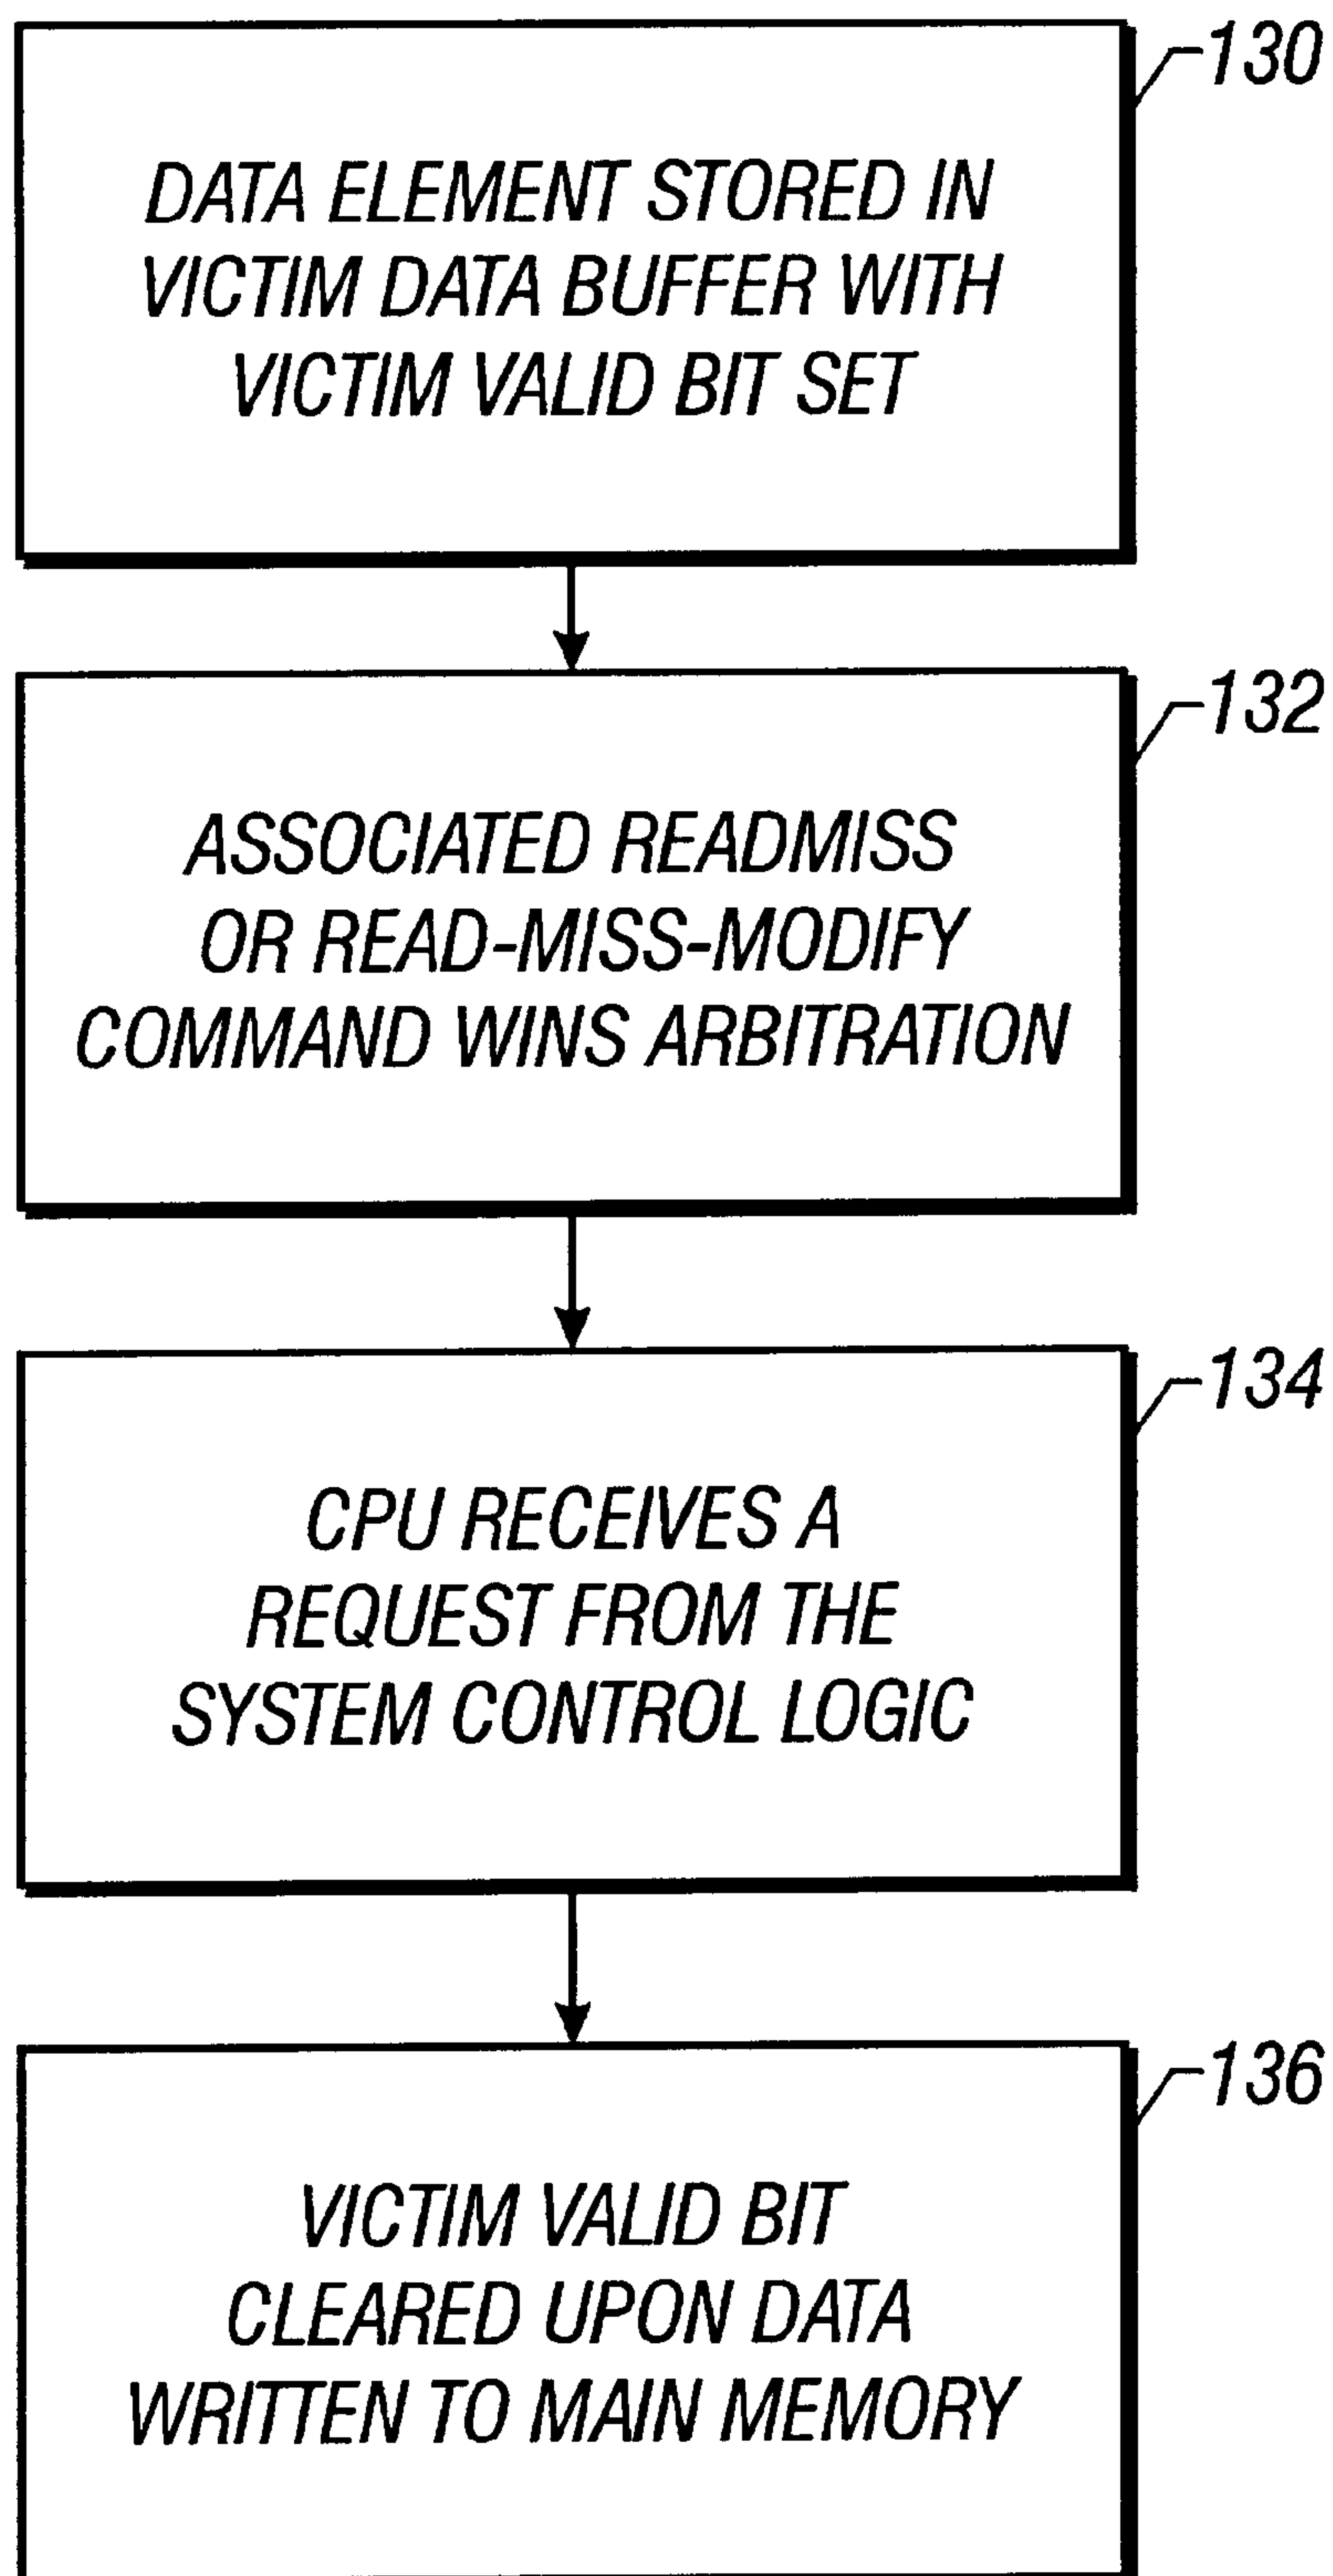 130
DATA ELEMENT STORED IN
VICTIM DATA BUFFER WITH
VICTIM VALID BIT SET
132
ASSOCIATED READMISS
OR READ-MISS-MODIFY
COMMAND WINS ARBITRATION
134
CPU RECEIVES A
REQUEST FROM THE
SYSTEM CONTROL LOGIC
136
VICTIM VALID BIT
CLEARED UPON DATA
WRITTEN TO MAIN MEMORY